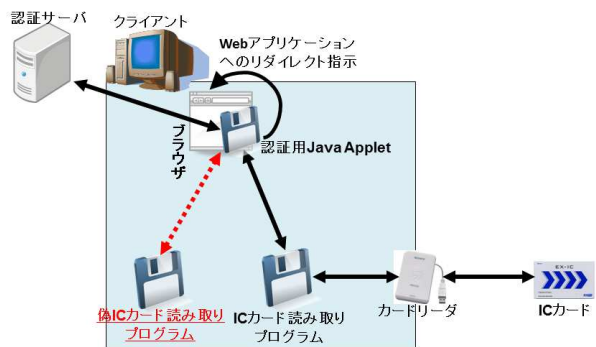 認証サーバ
クライアント
Webアプリケーション
へのリダイレクト指示
ブラウザ
認証用Java Applet
偽ICカード読み取り
プログラム
ICカード読み取り
プログラム
カードリーダ
EX-IC
ICカード